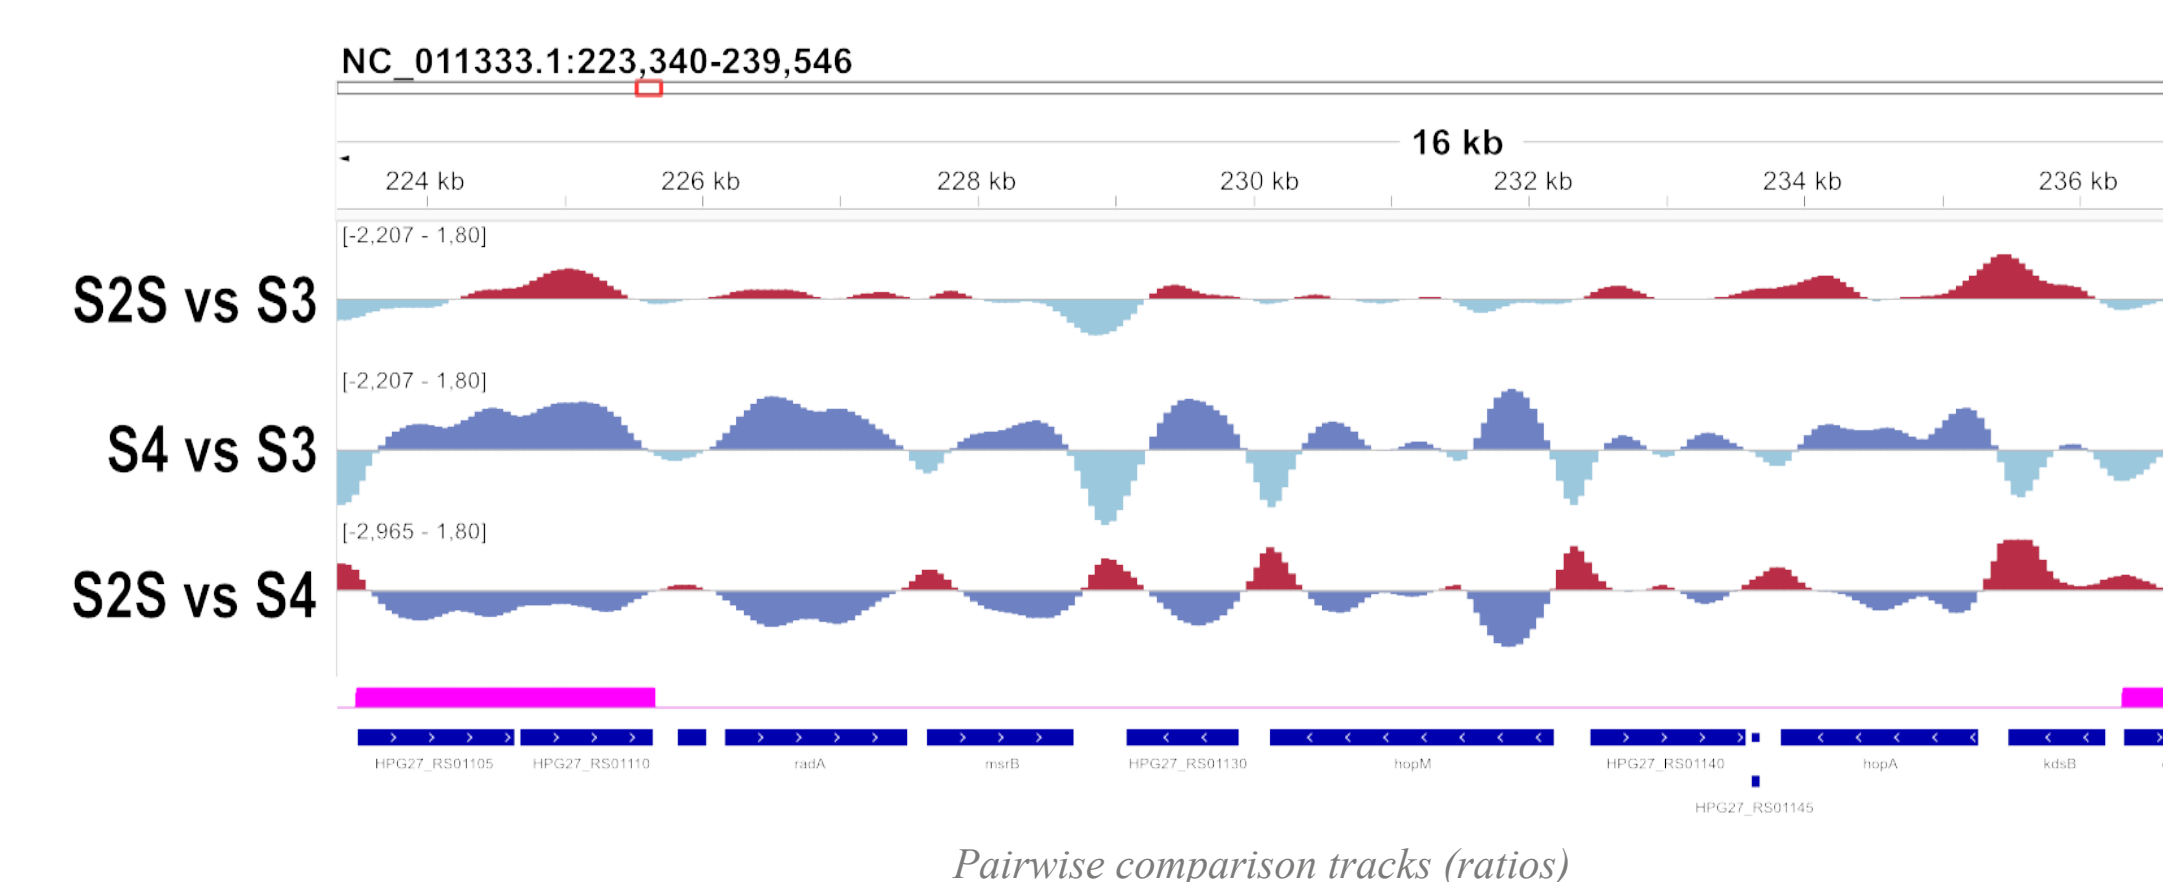 NC_011333.1:223,340-239,546
16 kb
224 kb 226 kb 228 kb 230 kb 232 kb 234 kb 236 kb
[-2,207 - 1,80]
S2S vs S3
[-2,207 - 1,80]
S4 vs S3
[-2,965 - 1,80]
S2S vs S4
HPG27_RS01105 HPG27_RS01110 radA msrB HPG27_RS01130 hopM HPG27_RS01140 hopA kdsB
HPG27_RS01145
Pairwise comparison tracks (ratios)